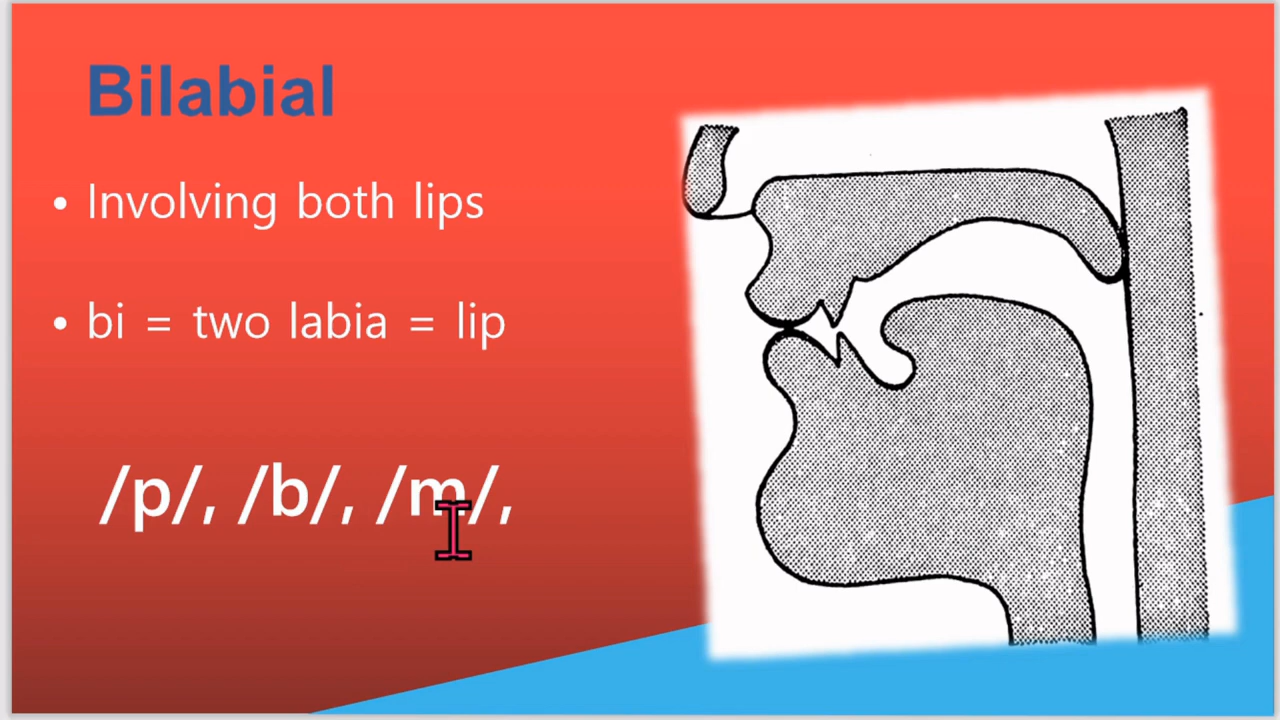 Bilabial
• Involving both lips
• bi = two labia = lip
/p/, /b/, /m/,